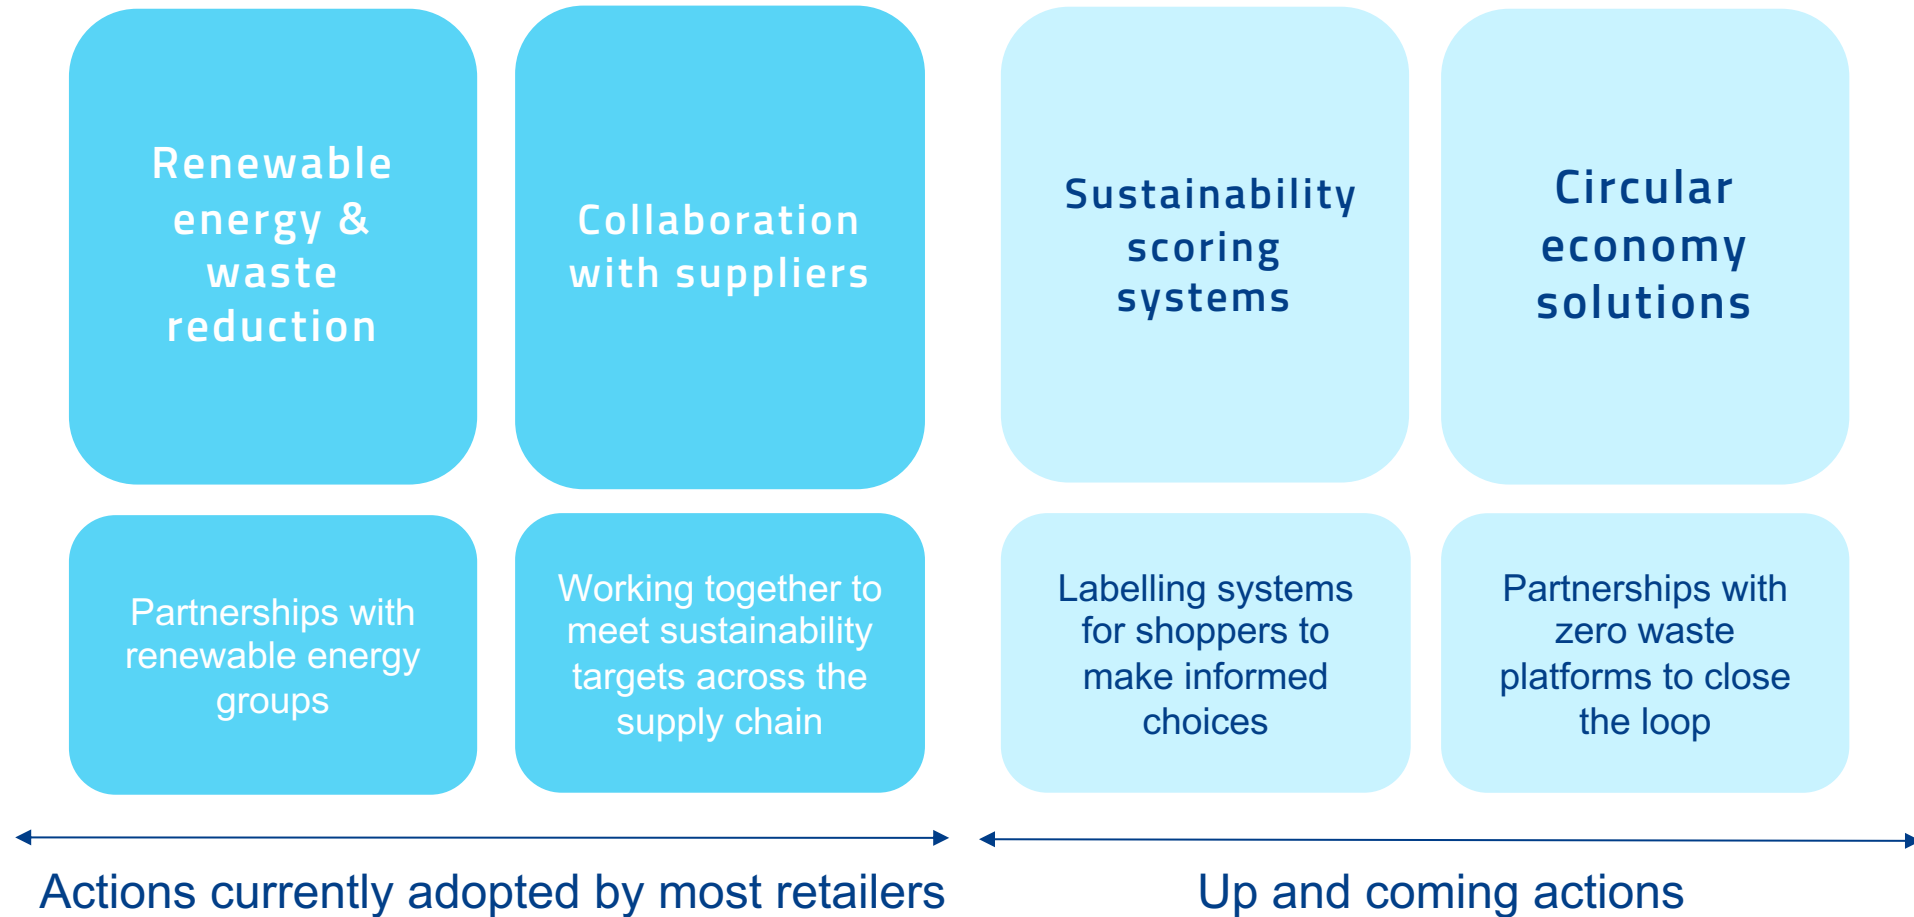 Renewable
energy &
waste
reduction
Collaboration
with suppliers
Sustainability
scoring
systems
Circular
economy
solutions
Partnerships with
renewable energy
groups
Working together to
meet sustainability
targets across the
supply chain
Labelling systems
for shoppers to
make informed
choices
Partnerships with
zero waste
platforms to close
the loop
Actions currently adopted by most retailers
Up and coming actions